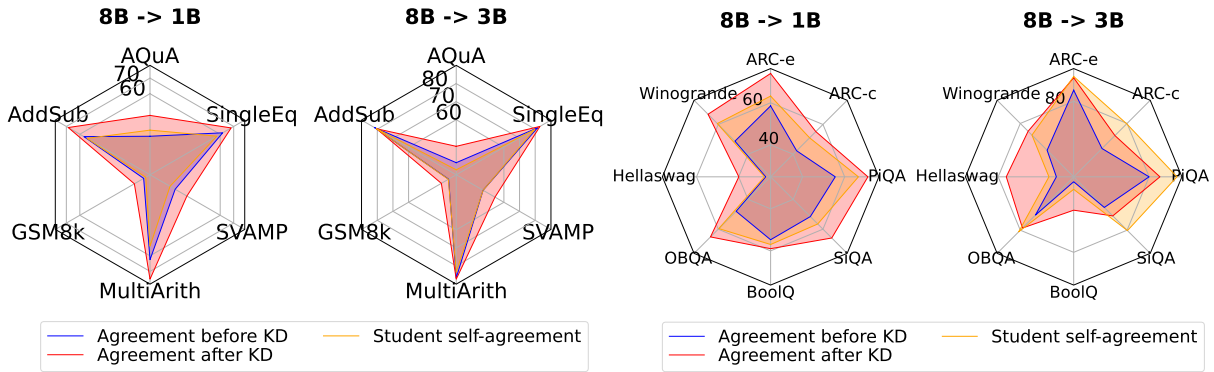 8B -> 1B
8B -> 3B
8B -> 1B
8B -> 3B
AQuA
70
60
AddSub
SingleEq
GSM8k
SVAMP
MultiArith
AQuA
80
70
60
AddSub
SingleEq
GSM8k
SVAMP
MultiArith
ARC-e
Winogrande
60
ARC-c
40
Hellaswag
PiQA
OBQA
SiQA
BoolQ
ARC-e
Winogrande
80
ARC-c
Hellaswag
PiQA
OBQA
SiQA
BoolQ
Agreement before KD
Student self-agreement
Agreement after KD
Agreement before KD
Student self-agreement
Agreement after KD